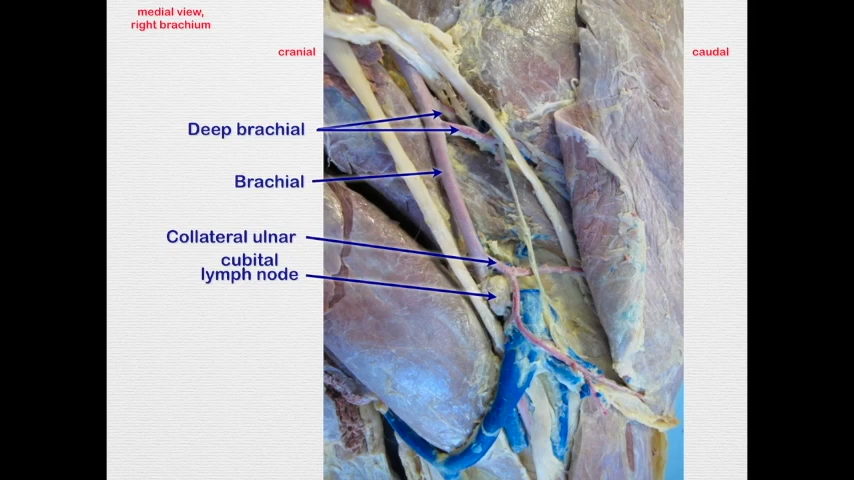 medial view,
right brachium
cranial
caudal
Deep brachial
Brachial
Collateral ulnar
cubital
lymph node